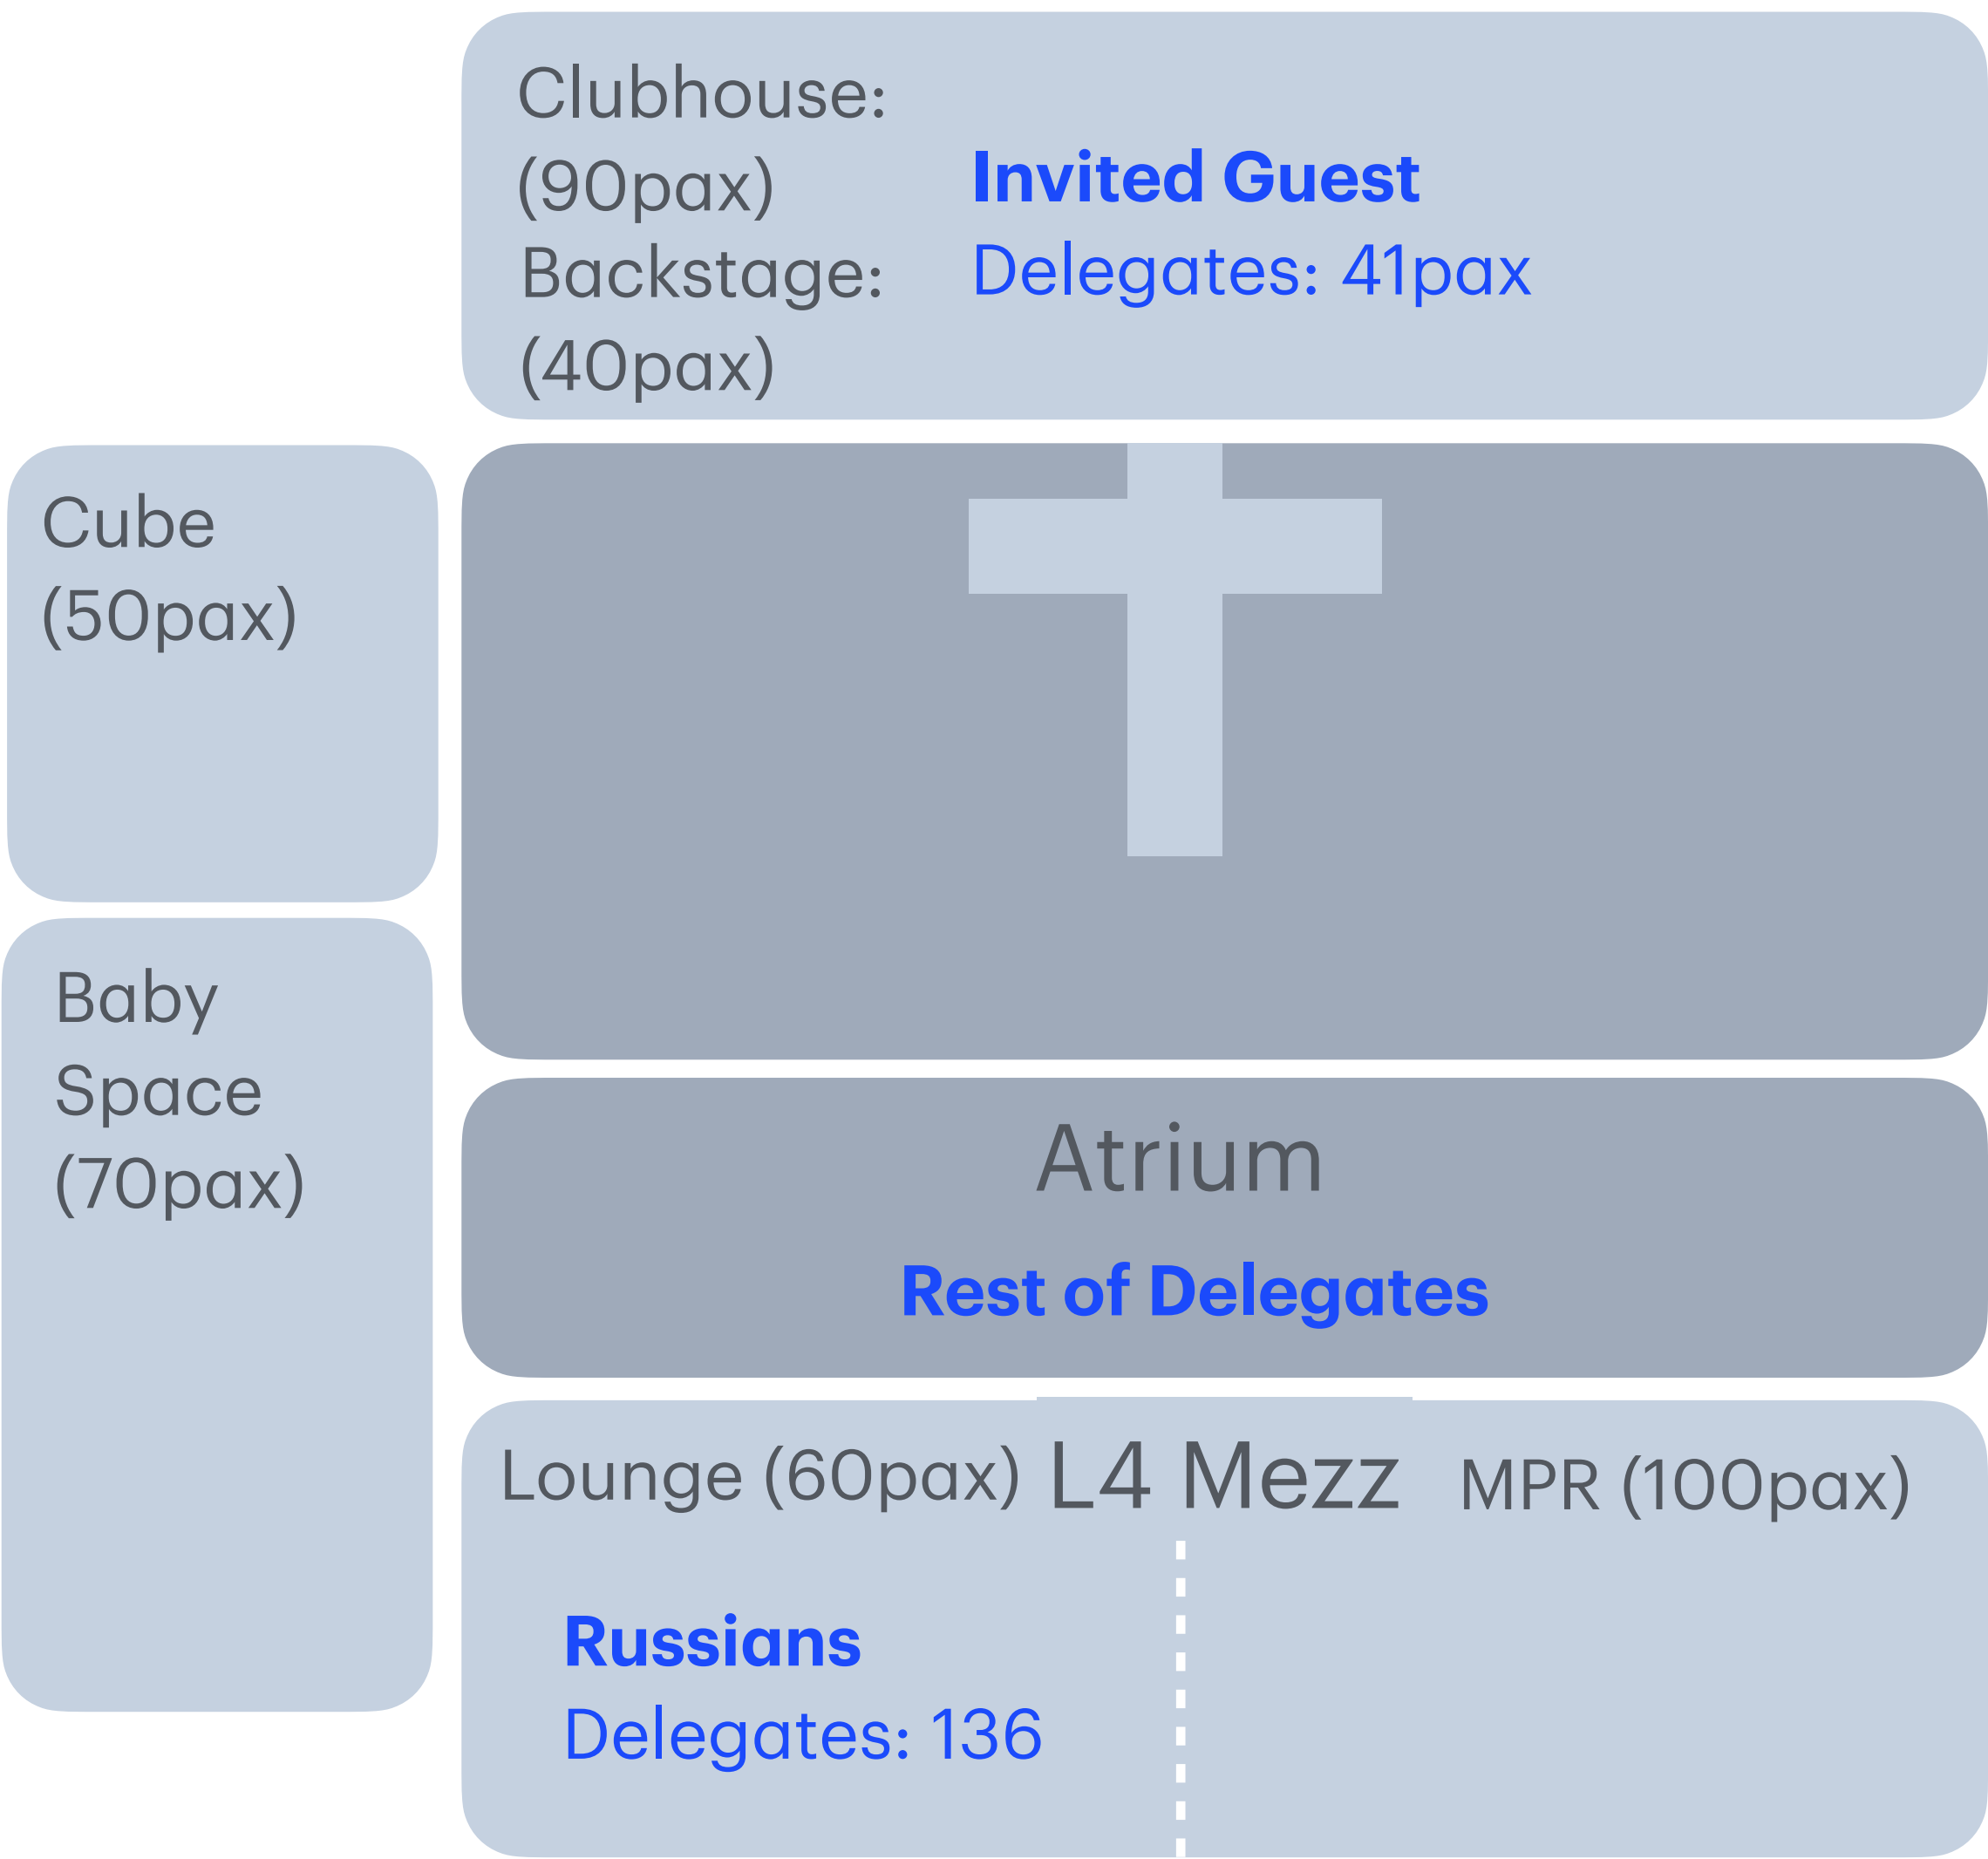 Clubhouse:
(90pax)
Backstage:
(40pax)
Invited Guest
Delegates: 41pax
Cube
(50pax)
Baby
Space
(70pax)
Atrium
Rest of Delegates
Lounge (60pax)
L4 Mezz
MPR (100pax)
Russians
Delegates: 136